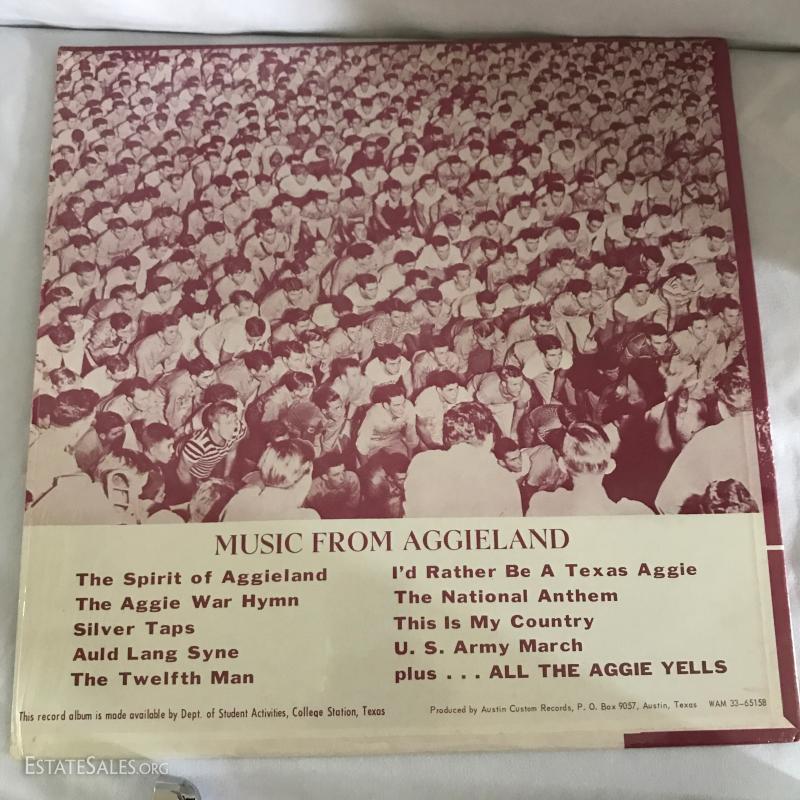 MUSIC FROM AGGIELAND
The Spirit of Aggieland
The Aggie War Hymn
Silver Taps
Auld Lang Syne
The Twelfth Man
I'd Rather Be A Texas Aggie
The National Anthem
This Is My Country
U. S. Army March
plus . . . ALL THE AGGIE YELLS
This record album is made available by Dept. of Student Activities, College Station, Texas
Produced by Austin Custom Records, P. O. Box 9057, Austin, Texas WAM 33-6515B
ESTATESALES.ORG